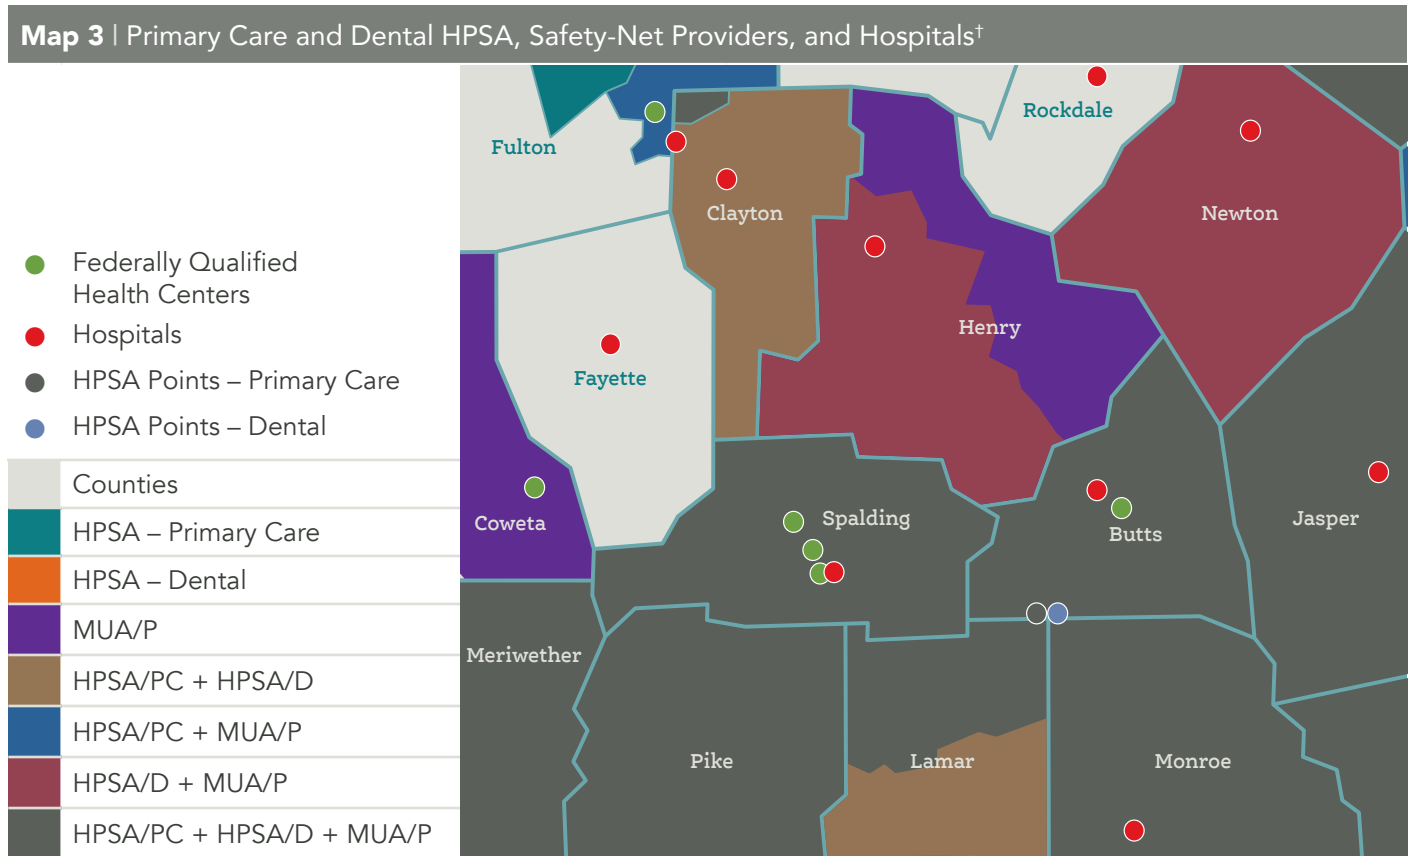 Map 3 | Primary Care and Dental HPSA, Safety-Net Providers, and Hospitals†
Federally Qualified
Health Centers
Hospitals
HPSA Points – Primary Care
HPSA Points – Dental
Counties
HPSA – Primary Care
HPSA – Dental
MUA/P
HPSA/PC + HPSA/D
HPSA/PC + MUA/P
HPSA/D + MUA/P
HPSA/PC + HPSA/D + MUA/P
Rockdale
Fulton
Clayton
Newton
Henry
Fayette
Coweta
Spalding
Butts
Jasper
Meriwether
Pike
Lamar
Monroe